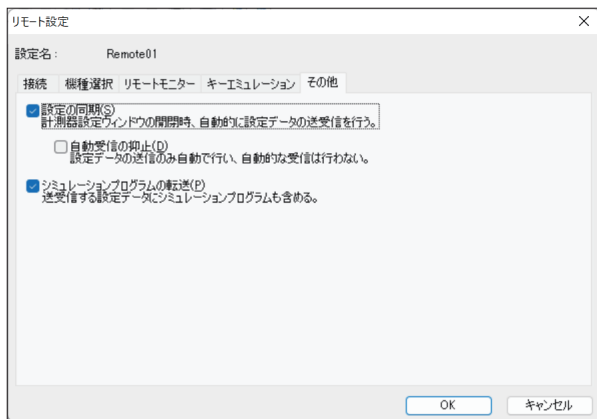 リモート設定
設定名： Remote01
接続 機種選択 リモートモニター キーエミュレーション その他
設定の同期(S)
計測器設定ウィンドウの開閉時、自動的に設定データの送受信を行う。
自動受信の抑止(D)
設定データの送信のみ自動で行い、自動的な受信は行わない。
シミュレーションプログラムの転送(P)
送受信する設定データにシミュレーションプログラムも含める。
OK キャンセル